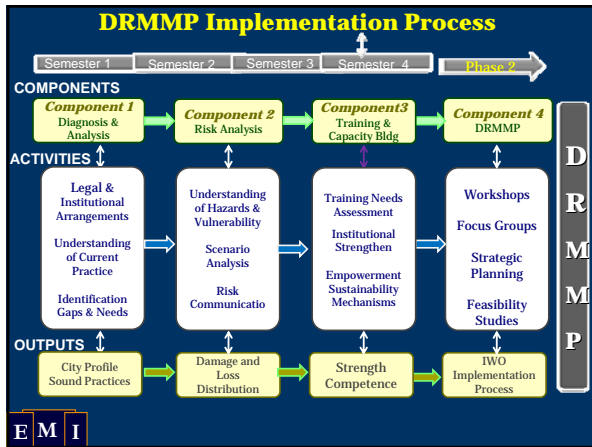 DRMMP Implementation Process
Semester 1
Semester 2
Semester 3
Semester 4
Phase 2
COMPONENTS
Component 1
Diagnosis &
Analysis
Component 2
Risk Analysis
Component3
Training &
Capacity Bldg
Component 4
DRMMP
ACTIVITIES
Legal &
Institutional
Arrangements
Understanding
of Current
Practice
Identification
Gaps & Needs
Understanding
of Hazards &
Vulnerability
Scenario
Analysis
Risk
Communicatio
Training Needs
Assessment
Institutional
Strengthen
Empowerment
Sustainability
Mechanisms
Workshops
Focus Groups
Strategic
Planning
Feasibility
Studies
D
R
M
M
P
OUTPUTS
City Profile
Sound Practices
Damage and
Loss
Distribution
Strength
Competence
IWO
Implementation
Process
E M I